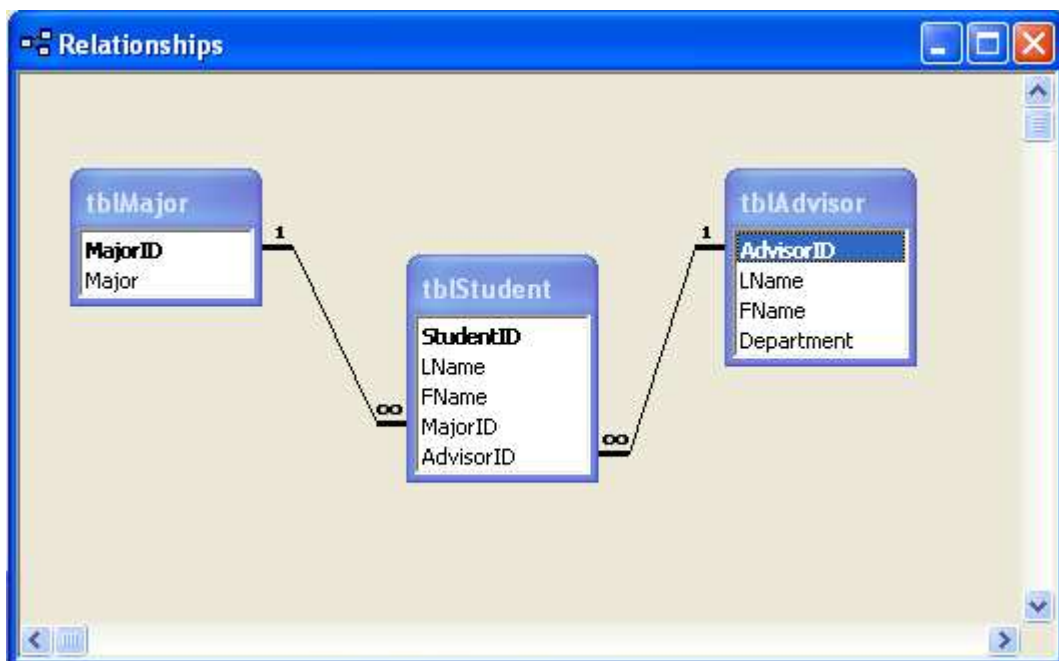 Relationships
tblMajor
MajorID
Major
1
∞
tblStudent
StudentID
LName
FName
MajorID
AdvisorID
∞
1
tblAdvisor
AdvisorID
LName
FName
Department